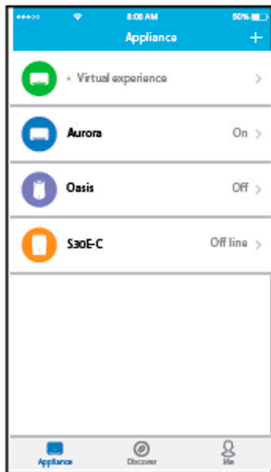 8:08 AM 50%
Appliance +
• Virtual experience >
Aurora On >
Oasis Off >
S30E-C Off line >
Appliance Discover Me